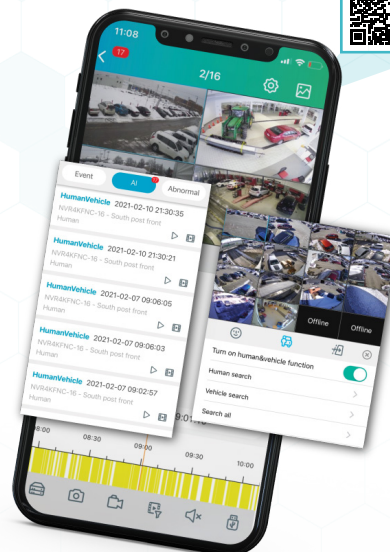 11:08
17
2/16
Event
AI
Abnormal
HumanVehicle 2021-02-10 21:30:35
NVR4KFNC-16 - South post front
Human
HumanVehicle 2021-02-10 21:30:21
NVR4KFNC-16 - South post front
Human
HumanVehicle 2021-02-07 09:06:05
NVR4KFNC-16 - South post front
Human
HumanVehicle 2021-02-07 09:06:03
NVR4KFNC-16 - South post front
Human
HumanVehicle 2021-02-07 09:02:57
NVR4KFNC-16 - South post front
Human
Offline
Offline
Turn on human&vehicle function
Human search
Vehicle search
Search all
08:30
09:00
09:30
10:00